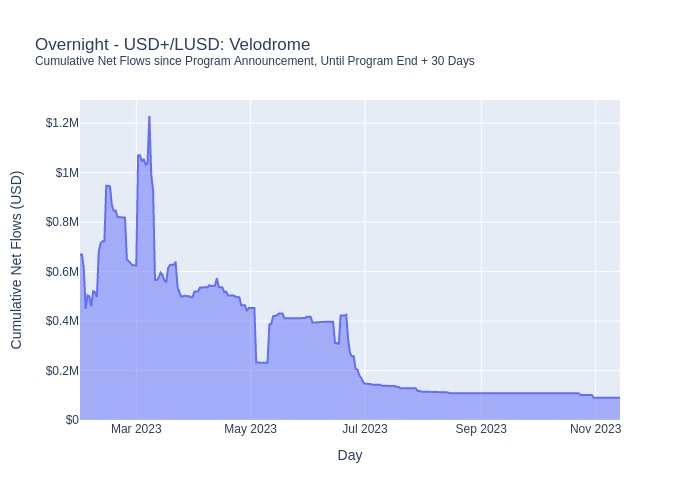 Overnight - USD+/LUSD: Velodrome
Cumulative Net Flows since Program Announcement, Until Program End + 30 Days
Cumulative Net Flows (USD)
$1.2M
$1M
$0.8M
$0.6M
$0.4M
$0.2M
$0
Mar 2023
May 2023
Jul 2023
Sep 2023
Nov 2023
Day